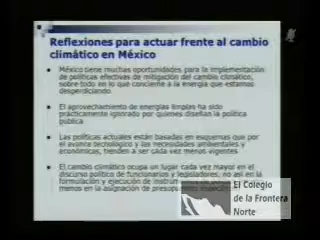 Reflexiones para actuar frente al cambio
climático en México
México tiene muchas oportunidades para la implementación
de políticas efectivas de mitigación del cambio climático,
sobre todo en lo que concierne a la energía que estamos
desperdiciando
El aprovechamiento de energías limpias ha sido
prácticamente ignorado por quienes diseñan la política
pública
Las políticas actuales están basadas en esquemas que por
el avance tecnológico y las necesidades ambientales y
económicas, tienden a ser cada vez menos vigentes
El cambio climático ocupa un lugar cada vez mayor en el
discurso político de funcionarios y legisladores, no así en la
formulación y ejecución de
menos en la asignación de
El Colegio
de la Frontera
Norte